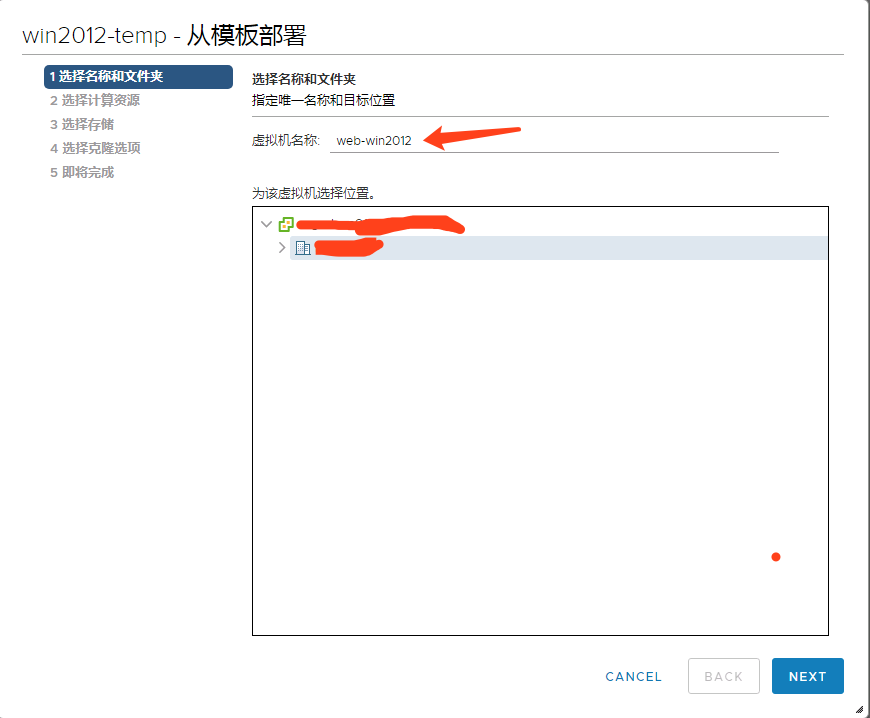 win2012-temp - 从模板部署
1 选择名称和文件夹
2 选择计算资源
3 选择存储
4 选择克隆选项
5 即将完成
选择名称和文件夹
指定唯一名称和目标位置
虚拟机名称: web-win2012
为该虚拟机选择位置。
CANCEL BACK NEXT